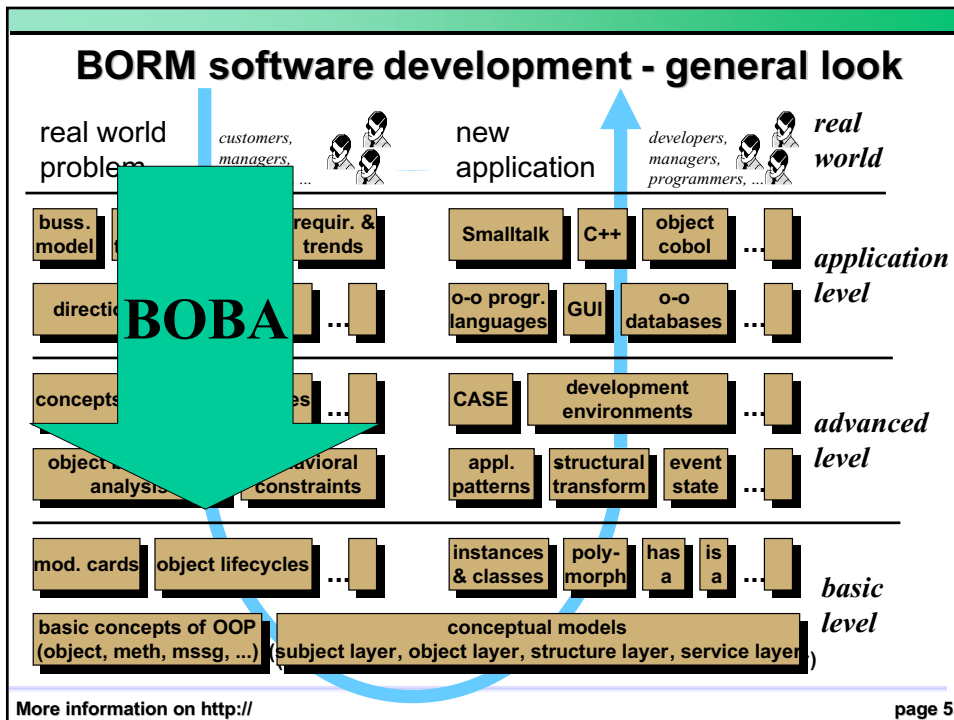 BORM software development - general look
real world
problem
customers,
managers,
, ...
new
application
developers,
managers,
programmers, ...
real
world
buss.
model
requir. &
trends
Smalltalk
C++
object
cobol
...
application
level
BOBA
...
o-o progr.
languages
GUI
o-o
databases
...
concepts
...
CASE
development
environments
...
advanced
level
object
analysis
constraints
appl.
patterns
structural
transform
event
state
...
mod. cards
object lifecycles
...
instances
& classes
poly-
morph
has
a
is
a
...
basic
level
basic concepts of OOP
(object, meth, mssg, ...)
conceptual models
(subject layer, object layer, structure layer, service layer)
More information on http://
page 5